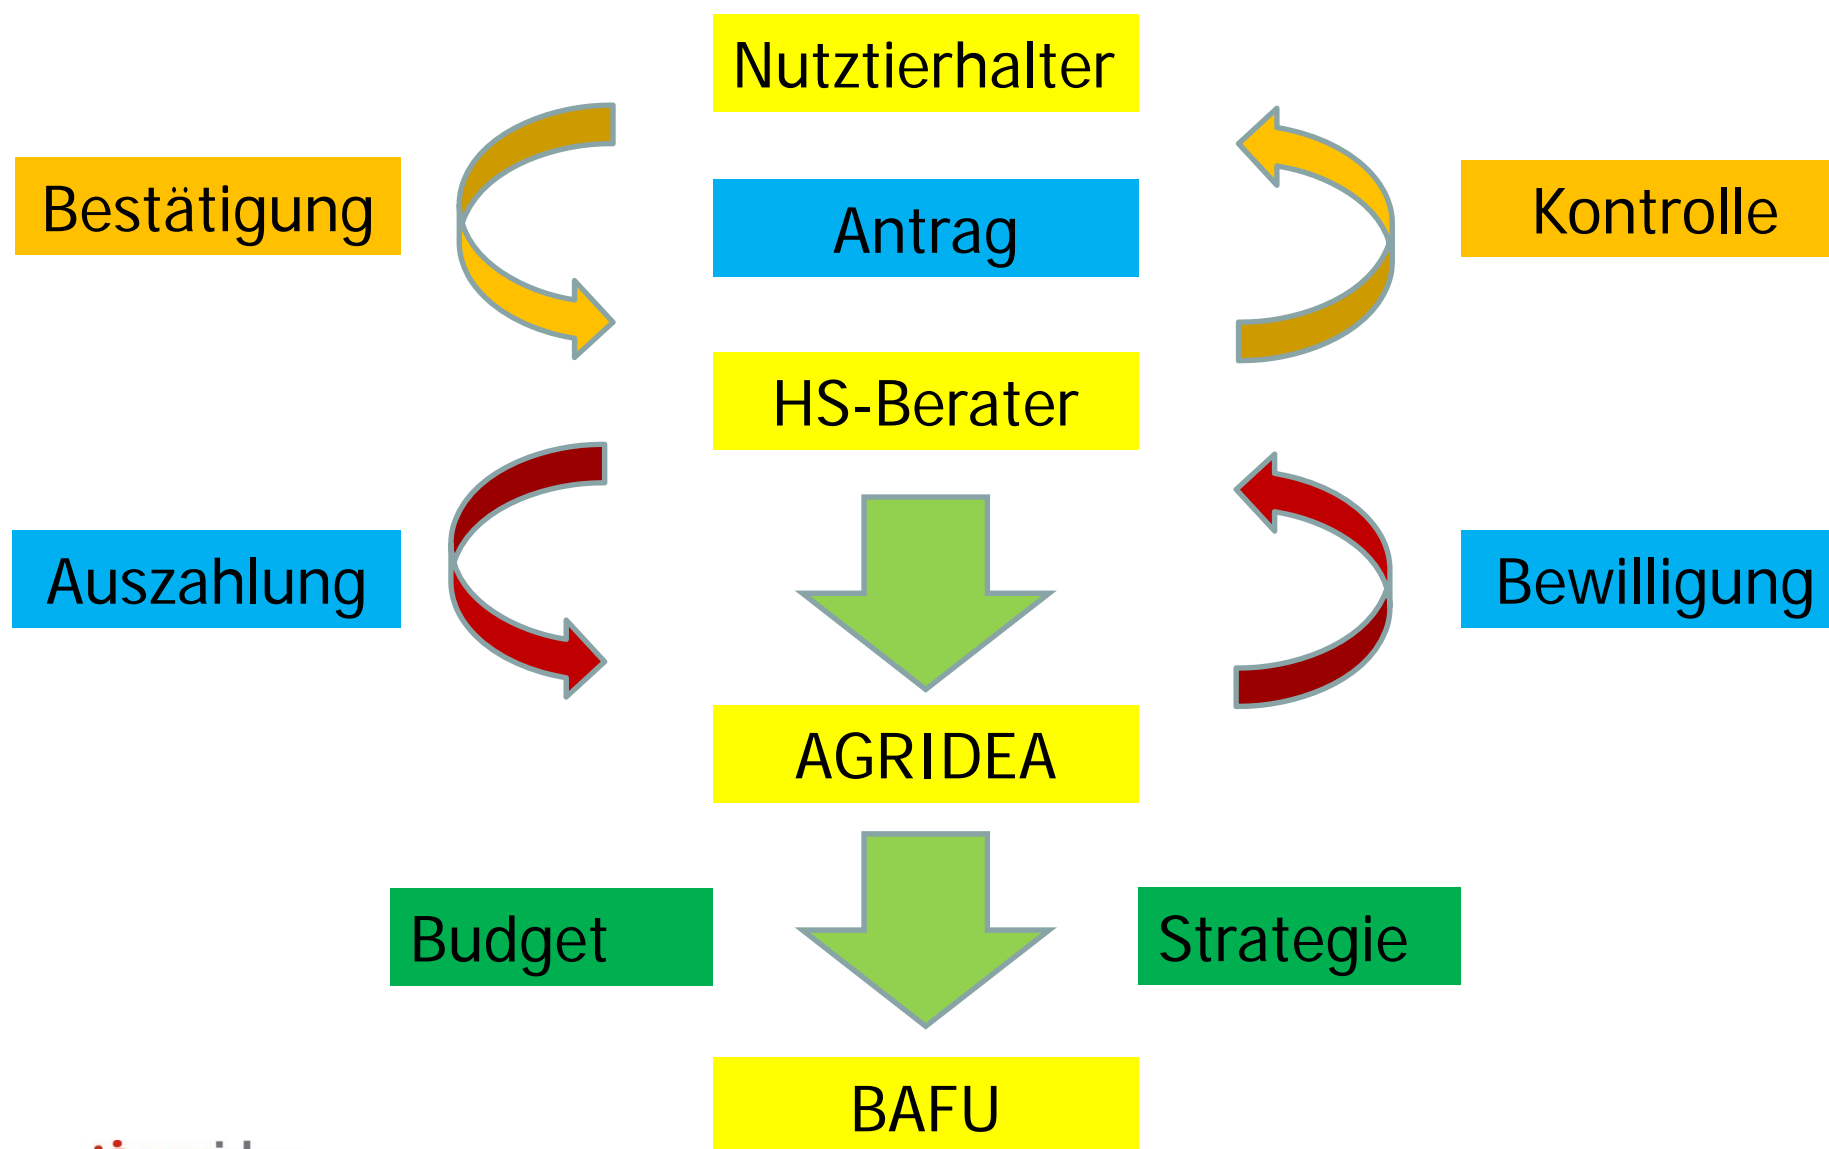 Nutztierhalter
Bestätigung
Antrag
Kontrolle
HS-Berater
Auszahlung
Bewilligung
AGRIDEA
Budget
Strategie
BAFU